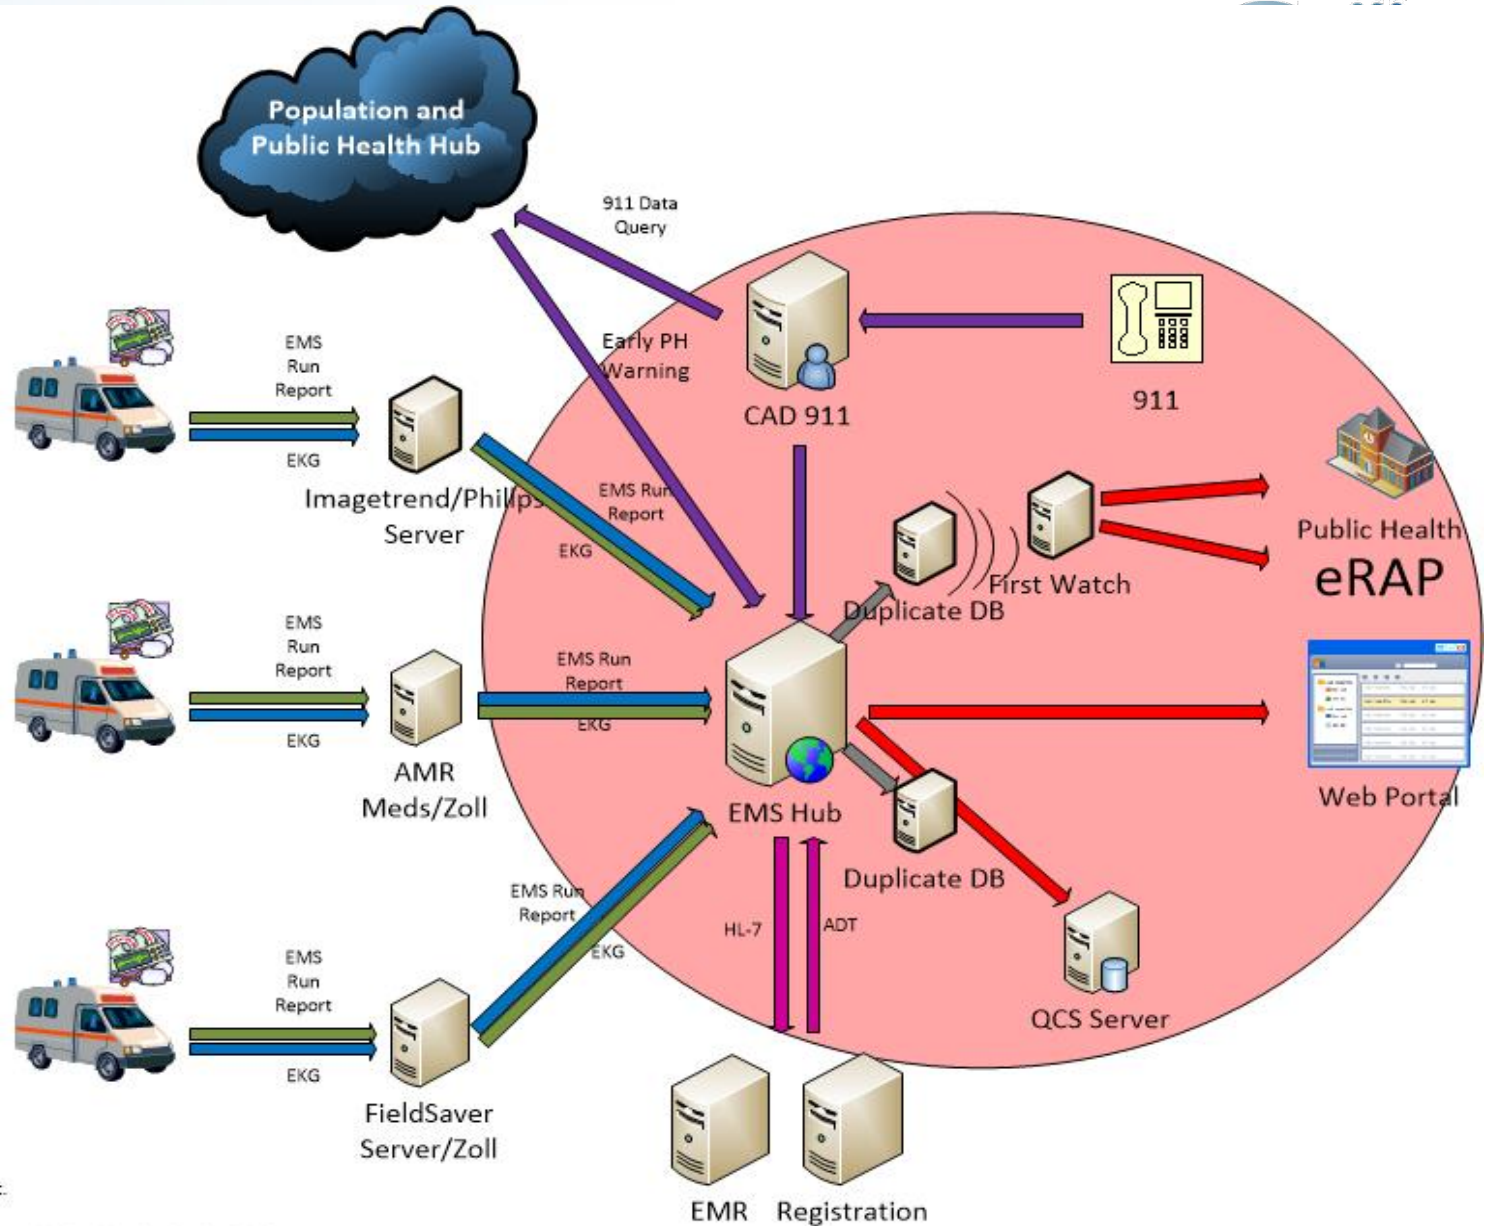 Population and
Public Health Hub
911 Data
Query
Early PH
Warning
CAD 911
911
EMS
Run
Report
EKG
Imagetrend/Philips
Server
EMS Run
Report
EKG
Public Health
eRAP
First Watch
Duplicate DB
EMS
Run
Report
EKG
AMR
Meds/Zoll
EMS Run
Report
EKG
EMS Hub
Web Portal
Duplicate DB
EMS Run
Report
EKG
HL-7
ADT
EMS
Run
Report
EKG
FieldSaver
Server/Zoll
QCS Server
EMR
Registration